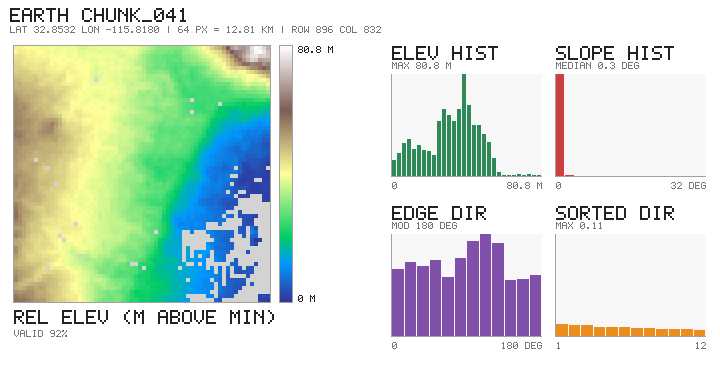 EARTH CHUNK_041
LAT 32.8532 LON -115.8180 | 64 PX = 12.81 KM | ROW 896 COL 832
80.8 M
0 M
REL ELEV (M ABOVE MIN)
VALID 92%
ELEV HIST
MAX 80.8 M
0 80.8 M
SLOPE HIST
MEDIAN 0.3 DEG
0 32 DEG
EDGE DIR
MOD 180 DEG
0 180 DEG
SORTED DIR
MAX 0.11
1 12